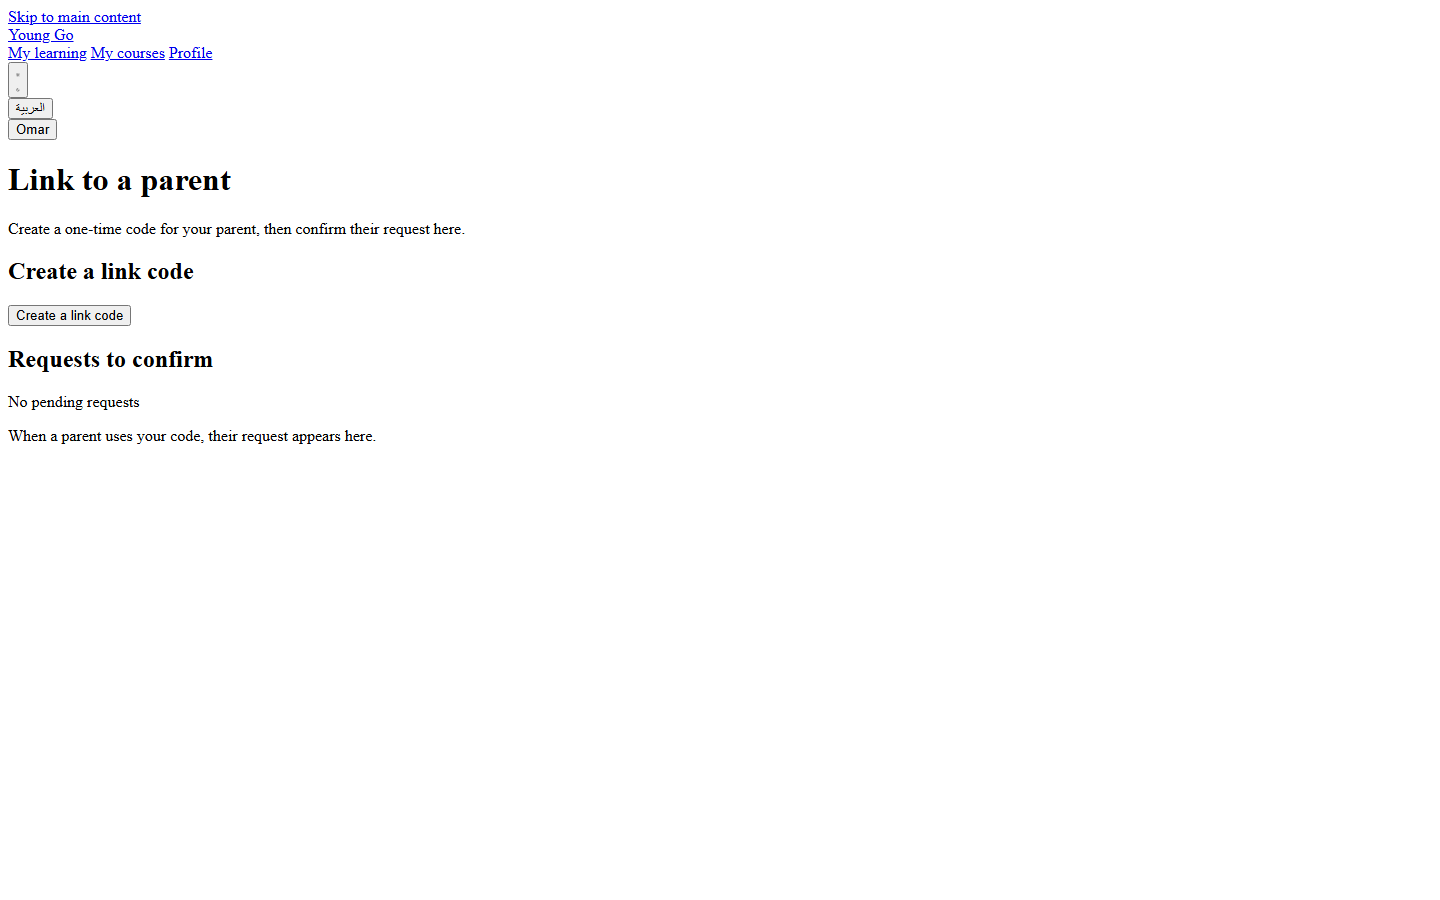 Skip to main content
Young Go
My learning My courses Profile
العربية
Omar
Link to a parent
Create a one-time code for your parent, then confirm their request here.
Create a link code
Create a link code
Requests to confirm
No pending requests
When a parent uses your code, their request appears here.